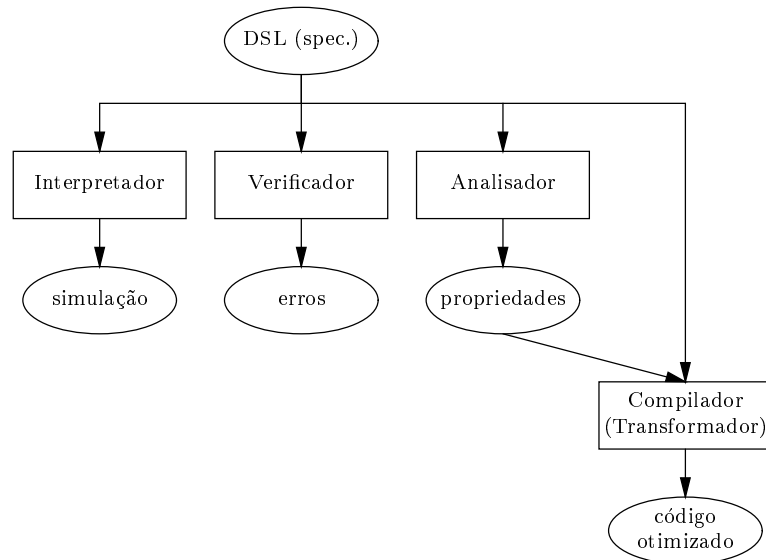 DSL (spec.)
Interpretador
Verificador
Analisador
simulação
erros
propriedades
Compilador
(Transformador)
código
otimizado